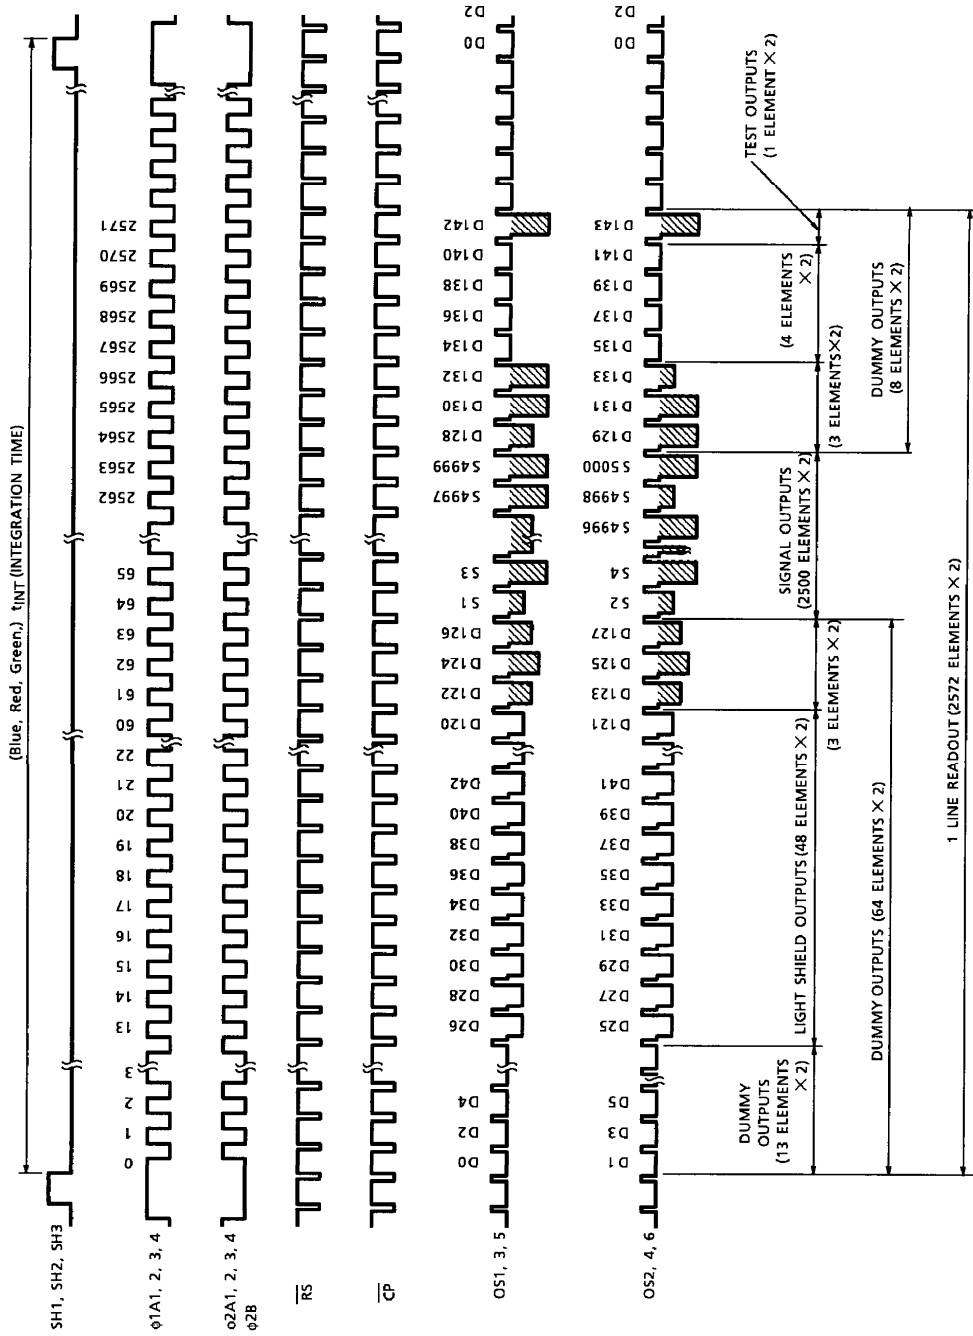 (Blue, Red, Green,) tINT (INTEGRATION TIME)
SH1, SH2, SH3
0 1 2 3 13 14 15 16 17 18 19 20 21 22 60 61 62 63 64 65 2562 2563 2564 2565 2566 2567 2568 2569 2570 2571
φ1A1, 2, 3, 4
φ2A1, 2, 3, 4
φ2B
RS
CP
D0 D2 D4 D26 D28 D30 D32 D34 D36 D38 D40 D42 D120 D122 D124 D126 S1 S3 S4997 S4999 D128 D130 D132 D134 D136 D138 D140 D142 D0 D2
OS1, 3, 5
D1 D3 D5 D25 D27 D29 D31 D33 D35 D37 D39 D41 D121 D123 D125 D127 S2 S4 S4996 S4998 S5000 D129 D131 D133 D135 D137 D139 D141 D143 D0 D2
OS2, 4, 6
DUMMY
OUTPUTS
(13 ELEMENTS
× 2)
LIGHT SHIELD OUTPUTS (48 ELEMENTS × 2)
(3 ELEMENTS × 2)
SIGNAL OUTPUTS
(2500 ELEMENTS × 2)
(3 ELEMENTS×2)
(4 ELEMENTS
× 2)
TEST OUTPUTS
(1 ELEMENT × 2)
DUMMY OUTPUTS (64 ELEMENTS × 2)
DUMMY OUTPUTS
(8 ELEMENTS × 2)
1 LINE READOUT (2572 ELEMENTS × 2)